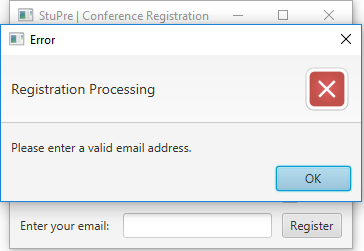 StuPre | Conference Registration
Error
Registration Processing
Please enter a valid email address.
OK
Enter your email:
Register